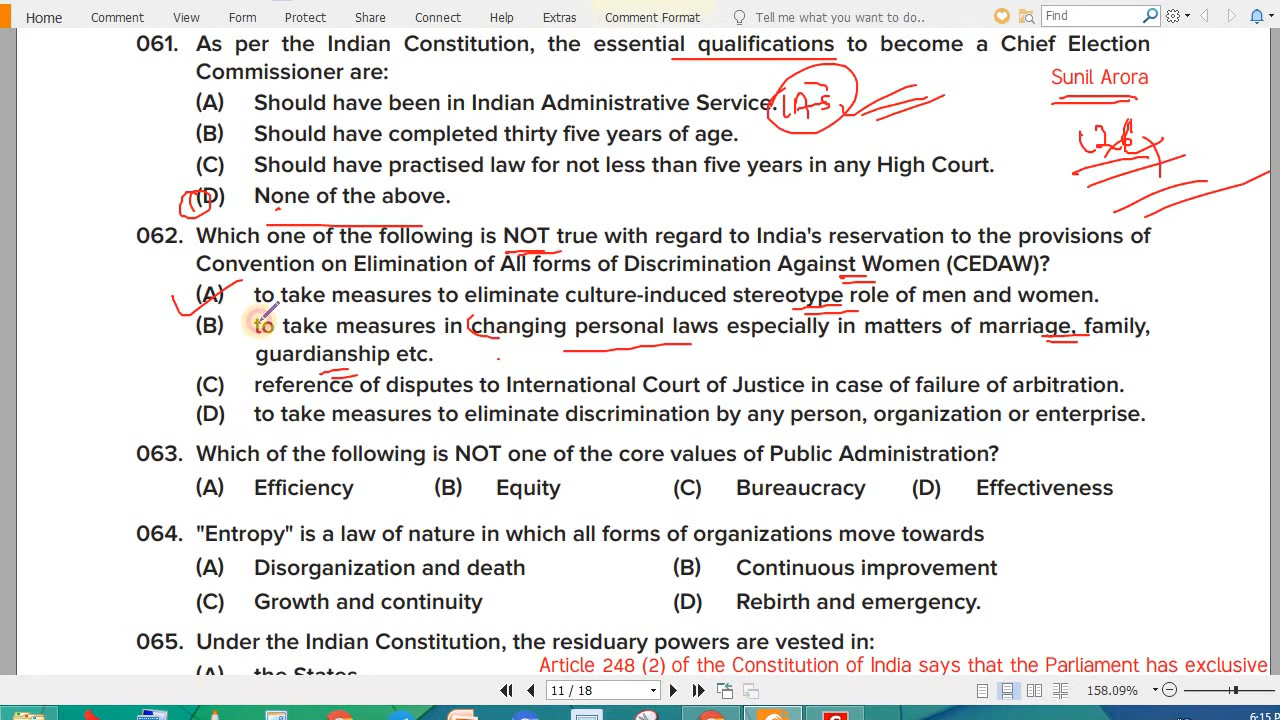 Home Comment View Form Protect Share Connect Help Extras Comment Format Tell me what you want to do.. Find
061. As per the Indian Constitution, the essential qualifications to become a Chief Election
Commissioner are:
Sunil Arora
(A) Should have been in Indian Administrative Service. IAS
(B) Should have completed thirty five years of age.
(C) Should have practised law for not less than five years in any High Court.
(D) None of the above.
062. Which one of the following is NOT true with regard to India's reservation to the provisions of
Convention on Elimination of All forms of Discrimination Against Women (CEDAW)?
(A) to take measures to eliminate culture-induced stereotype role of men and women.
(B) to take measures in changing personal laws especially in matters of marriage, family,
guardianship etc.
(C) reference of disputes to International Court of Justice in case of failure of arbitration.
(D) to take measures to eliminate discrimination by any person, organization or enterprise.
063. Which of the following is NOT one of the core values of Public Administration?
(A) Efficiency (B) Equity (C) Bureaucracy (D) Effectiveness
064. "Entropy" is a law of nature in which all forms of organizations move towards
(A) Disorganization and death (B) Continuous improvement
(C) Growth and continuity (D) Rebirth and emergency.
065. Under the Indian Constitution, the residuary powers are vested in:
Article 248 (2) of the Constitution of India says that the Parliament has exclusive
(A) the States
11 / 18 158.09%
6:15 P